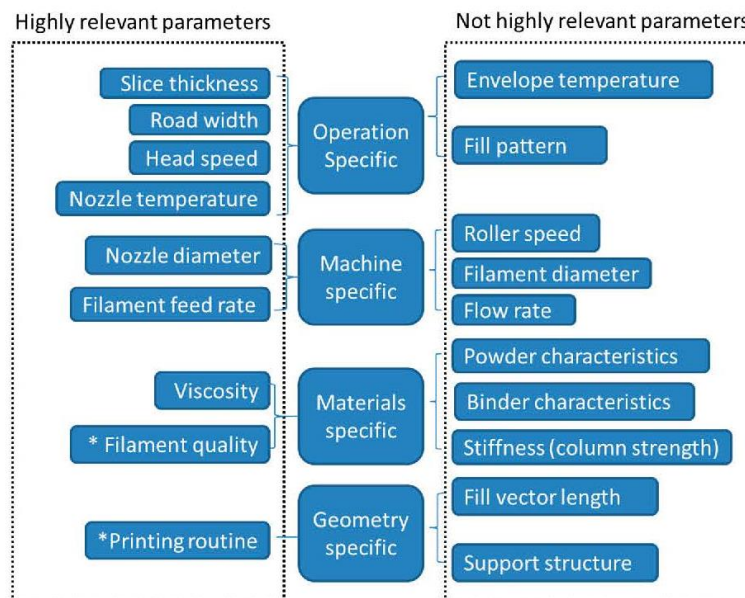 Highly relevant parameters
Not highly relevant parameters
Slice thickness
Road width
Head speed
Nozzle temperature
Operation
Specific
Envelope temperature
Fill pattern
Nozzle diameter
Filament feed rate
Machine
specific
Roller speed
Filament diameter
Flow rate
Viscosity
* Filament quality
Materials
specific
Powder characteristics
Binder characteristics
Stiffness (column strength)
*Printing routine
Geometry
specific
Fill vector length
Support structure